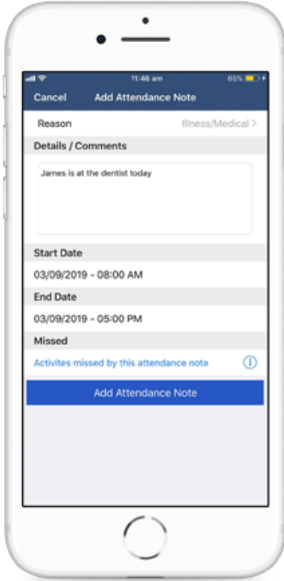 11:46 am
65%
Cancel
Add Attendance Note
Reason
Illness/Medical >
Details / Comments
James is at the dentist today
Start Date
03/09/2019 - 08:00 AM
End Date
03/09/2019 - 05:00 PM
Missed
Activites missed by this attendance note
Add Attendance Note